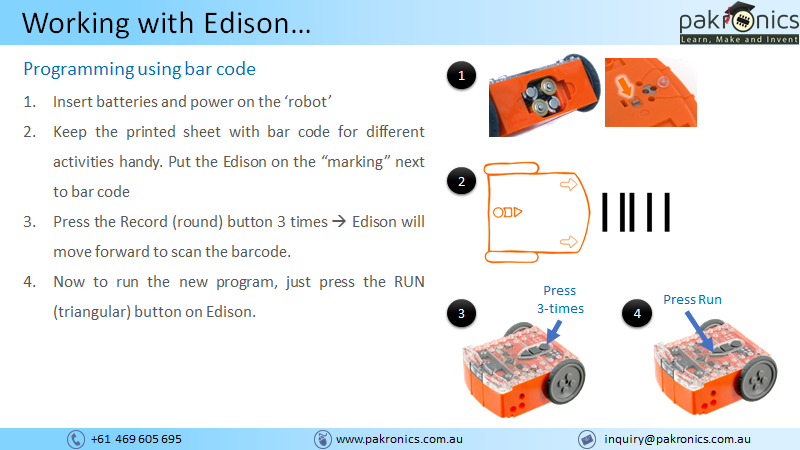 Working with Edison...
pakronics
Learn, Make and Invent
Programming using bar code
1. Insert batteries and power on the ‘robot’
2. Keep the printed sheet with bar code for different
activities handy. Put the Edison on the “marking” next
to bar code
3. Press the Record (round) button 3 times → Edison will
move forward to scan the barcode.
4. Now to run the new program, just press the RUN
(triangular) button on Edison.
1
2
3
Press
3-times
4
Press Run
+61 469 605 695
www.pakronics.com.au
inquiry@pakronics.com.au